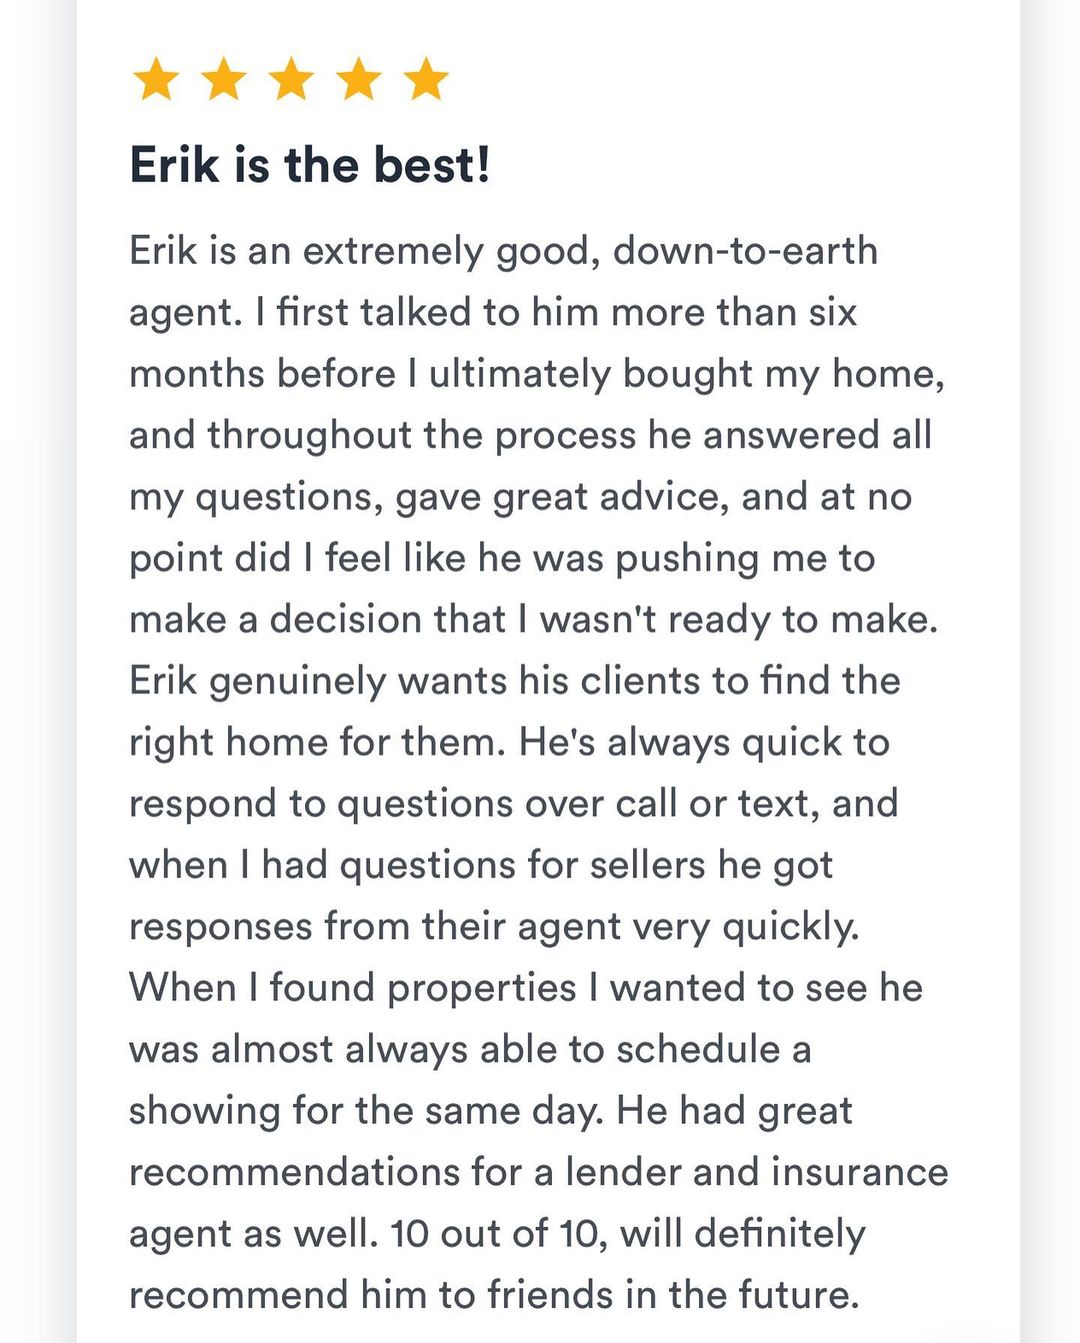 Erik is the best!
Erik is an extremely good, down-to-earth
agent. I first talked to him more than six
months before I ultimately bought my home,
and throughout the process he answered all
my questions, gave great advice, and at no
point did I feel like he was pushing me to
make a decision that I wasn't ready to make.
Erik genuinely wants his clients to find the
right home for them. He's always quick to
respond to questions over call or text, and
when I had questions for sellers he got
responses from their agent very quickly.
When I found properties I wanted to see he
was almost always able to schedule a
showing for the same day. He had great
recommendations for a lender and insurance
agent as well. 10 out of 10, will definitely
recommend him to friends in the future.